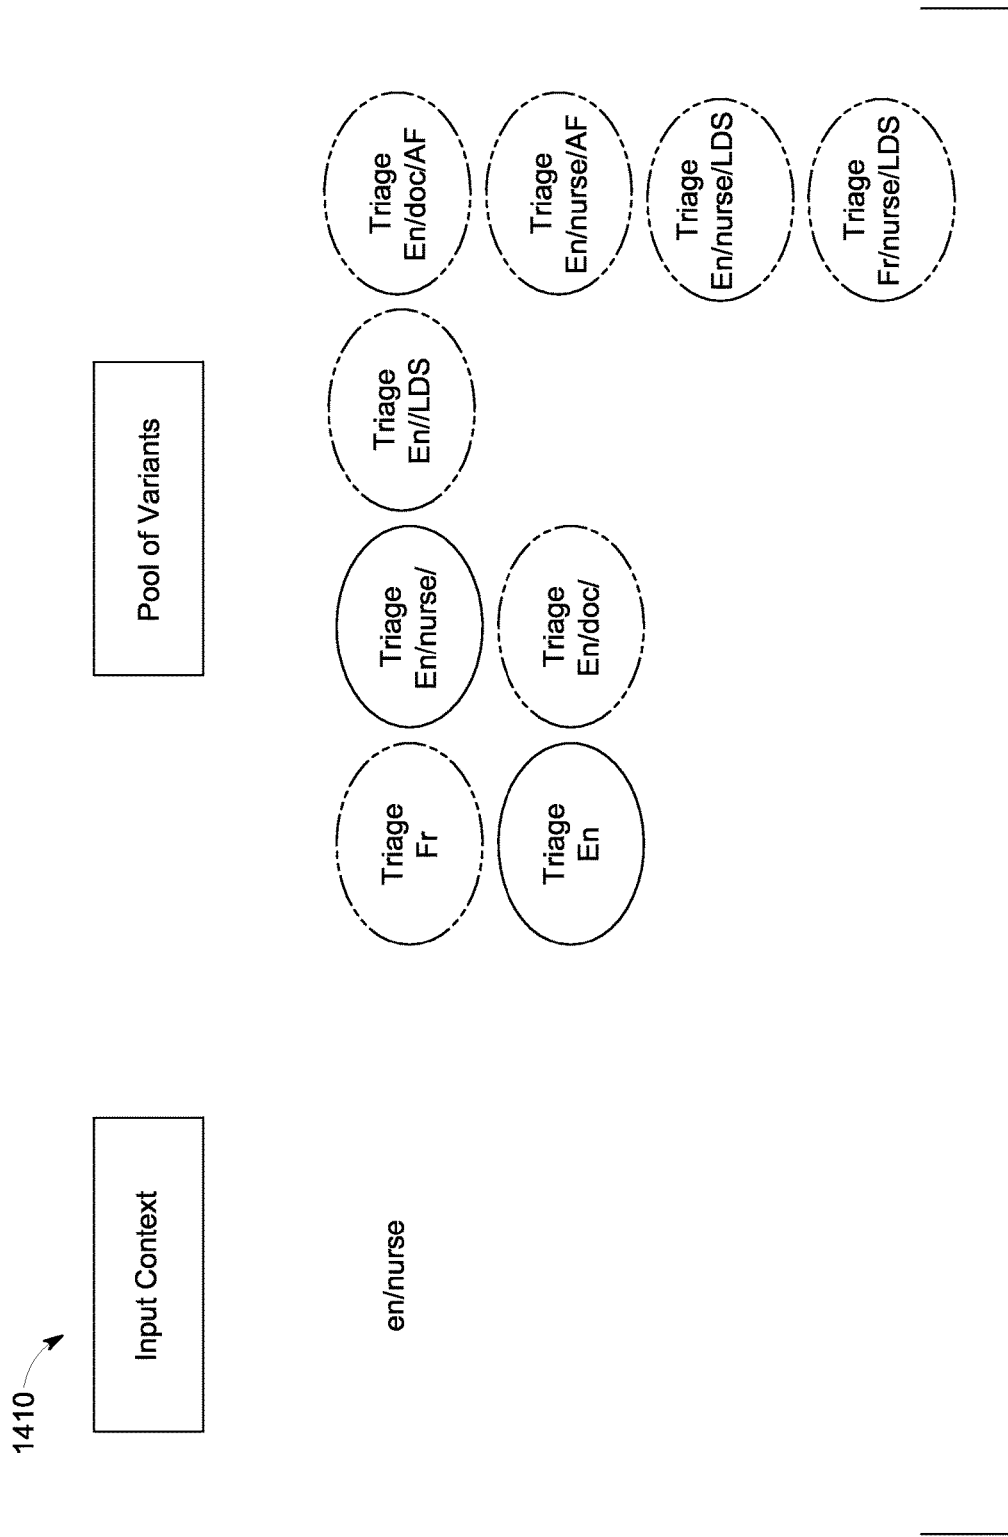 1410
Input Context
Pool of Variants
en/nurse
Triage
Fr
Triage
En/nurse/
Triage
En//LDS
Triage
En/doc/AF
Triage
En
Triage
En/doc/
Triage
En/nurse/AF
Triage
En/nurse/LDS
Triage
Fr/nurse/LDS